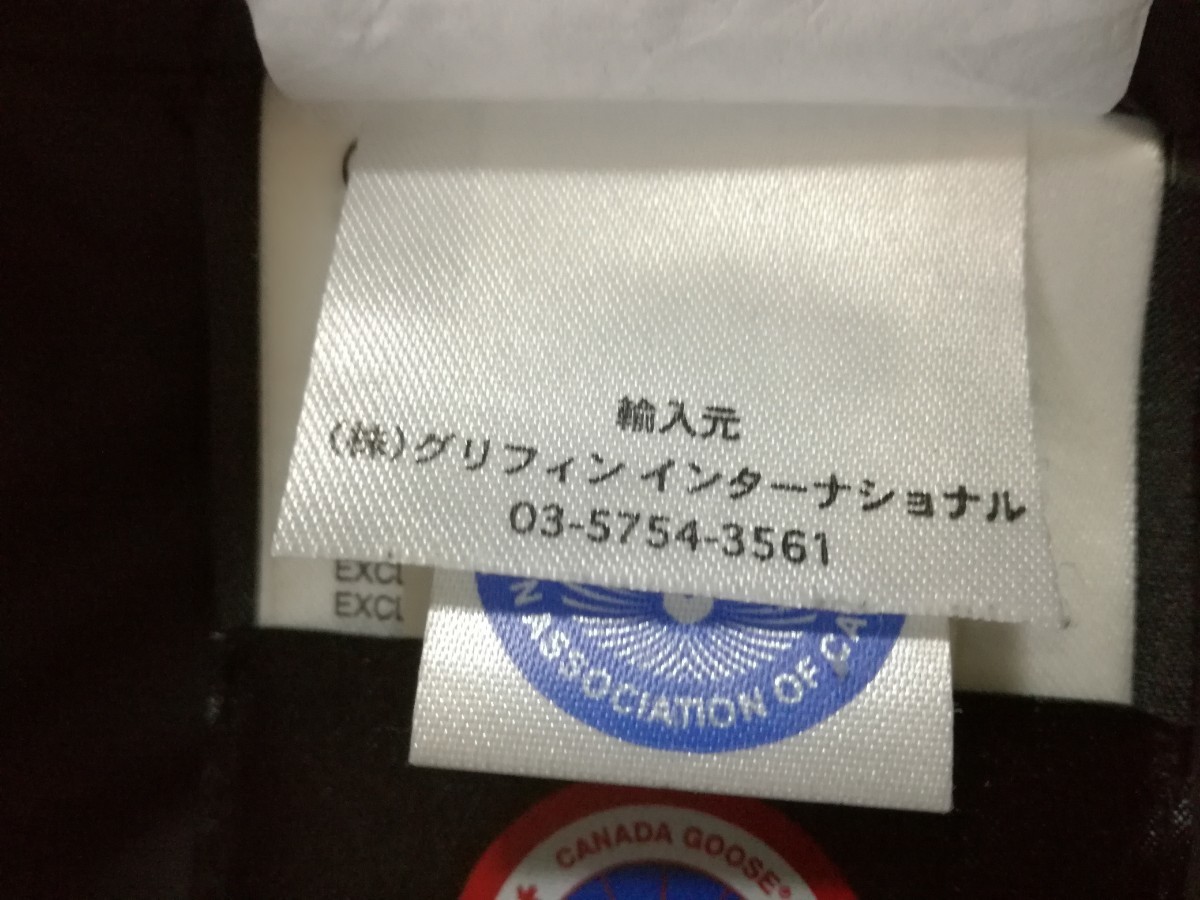 輸入元
(株)グリフィン インターナショナル
03-5754-3561
EXCL
EXCL
ASSOCIATION OF CA
CANADA GOOSE®